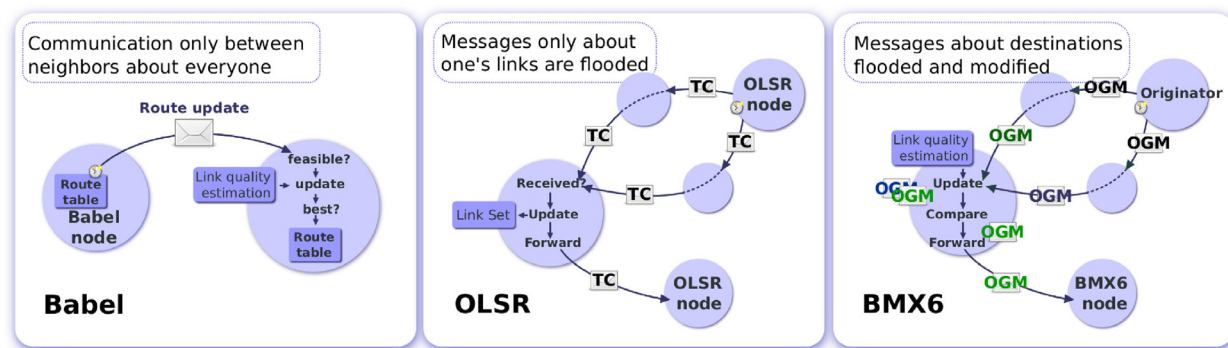 Communication only between
neighbors about everyone
Route update
Route
table
Babel
node
feasible?
Link quality
estimation
update
best?
Route
table
Babel
Messages only about
one's links are flooded
TC
OLSR
node
TC
TC
TC
Received?
Link Set
Update
Forward
TC
OLSR
node
OLSR
Messages about destinations
flooded and modified
OGM
Originator
OGM
OGM
Link quality
estimation
OGM
OGM
Update
OGM
Compare
Forward
OGM
OGM
BMX6
node
BMX6